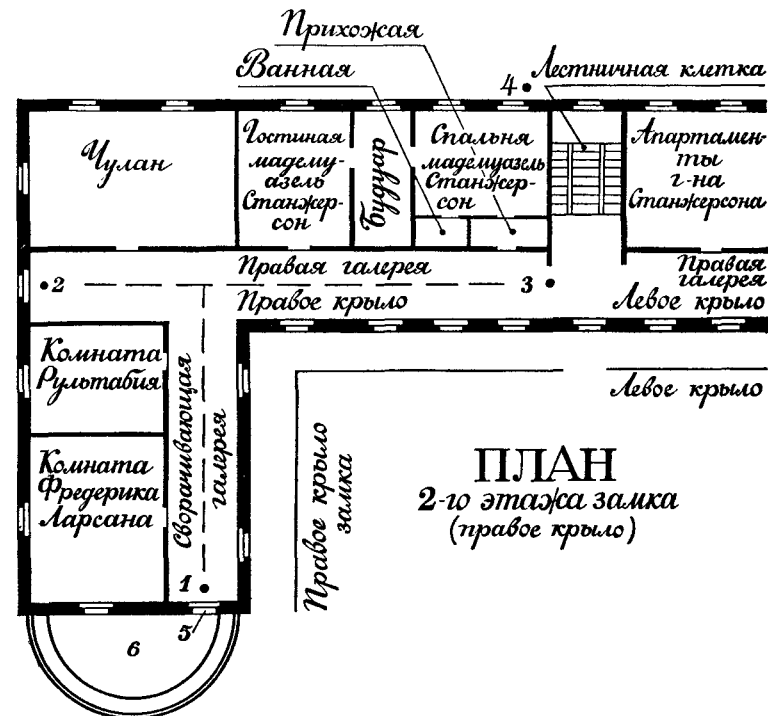 Прихожая
Ванная
4
Лестничная клетка
Чулан
Гостиная
мадему-
азель
Станжер-
сон
Будуар
Спальня
мадемуазель
Станжер-
сон
Апартамен-
ты
г-на
Станжерсона
2
Правая галерея
Правое крыло
3
Правая
галерея
Левое крыло
Комната
Рультабия
Сворачивающая
галерея
Левое крыло
Комната
Фредерика
Ларсана
Правое крыло
замка
ПЛАН
2-го этажа замка
(правое крыло)
1
5
6